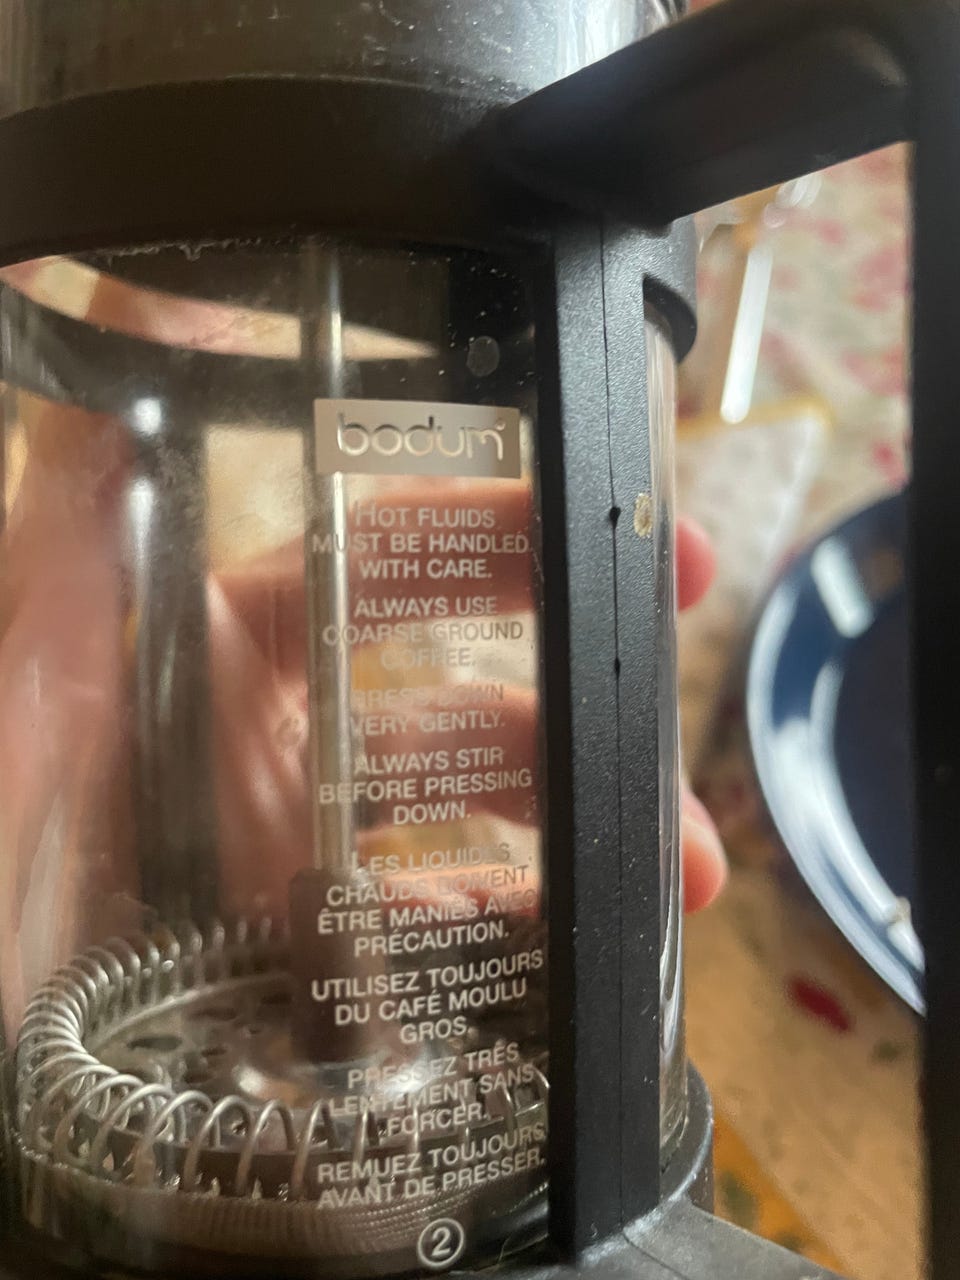 bodum®
HOT FLUIDS
MUST BE HANDLED
WITH CARE.
ALWAYS USE
COARSE GROUND
COFFEE.
PRESS DOWN
VERY GENTLY.
ALWAYS STIR
BEFORE PRESSING
DOWN.
LES LIQUIDES
CHAUDS DOIVENT
ÊTRE MANIÉS AVEC
PRÉCAUTION.
UTILISEZ TOUJOURS
DU CAFÉ MOULU
GROS.
PRESSEZ TRÈS
LENTEMENT SANS
FORCER.
REMUEZ TOUJOURS
AVANT DE PRESSER.
2